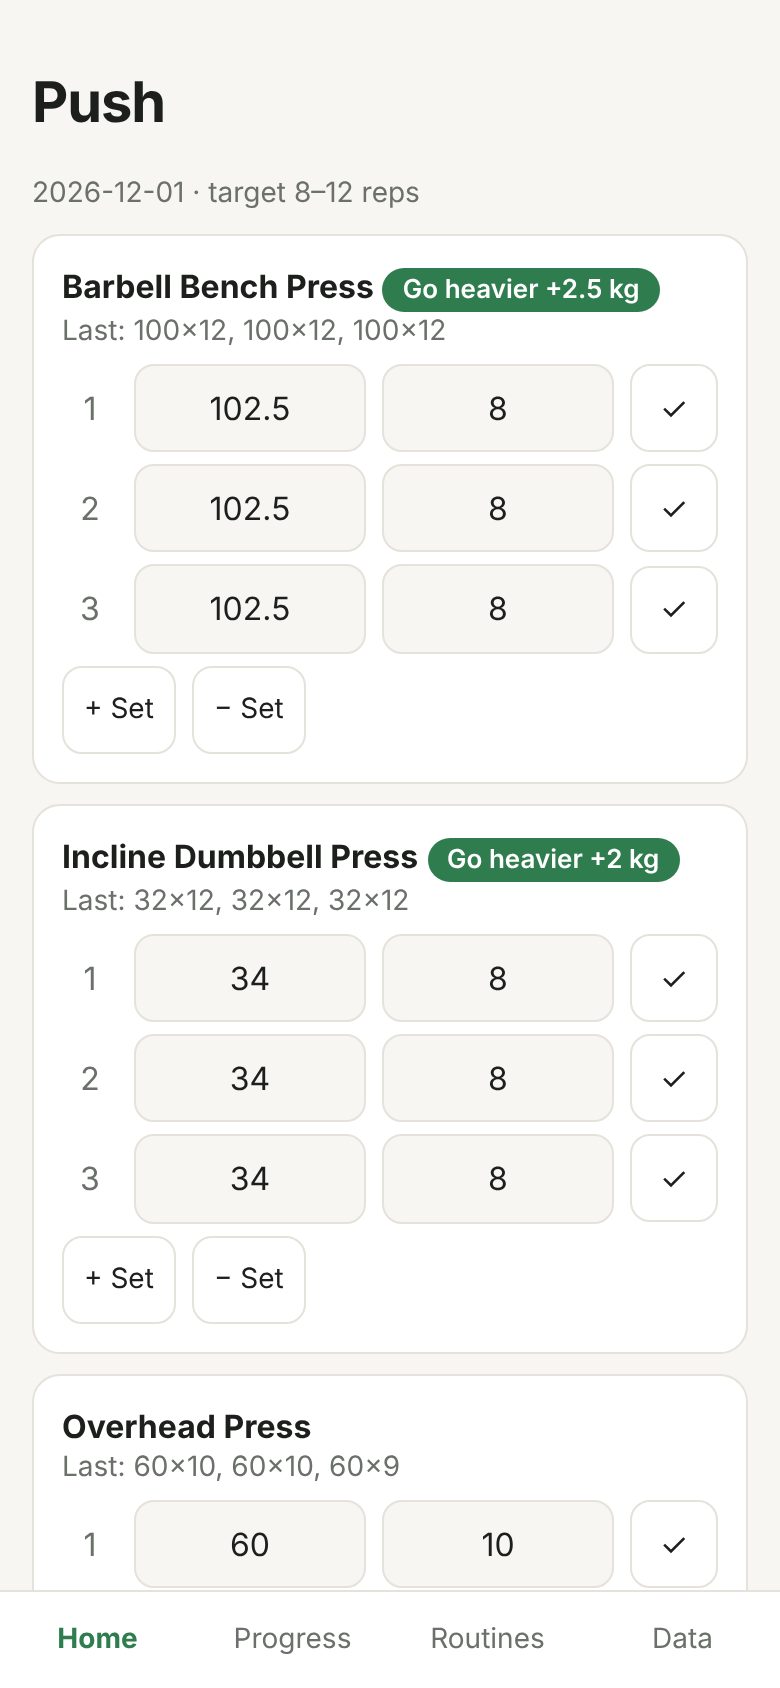 Push
2026-12-01 · target 8–12 reps
Barbell Bench Press Go heavier +2.5 kg
Last: 100×12, 100×12, 100×12
1 102.5 8 ✓
2 102.5 8 ✓
3 102.5 8 ✓
+ Set − Set
Incline Dumbbell Press Go heavier +2 kg
Last: 32×12, 32×12, 32×12
1 34 8 ✓
2 34 8 ✓
3 34 8 ✓
+ Set − Set
Overhead Press
Last: 60×10, 60×10, 60×9
1 60 10 ✓
Home Progress Routines Data